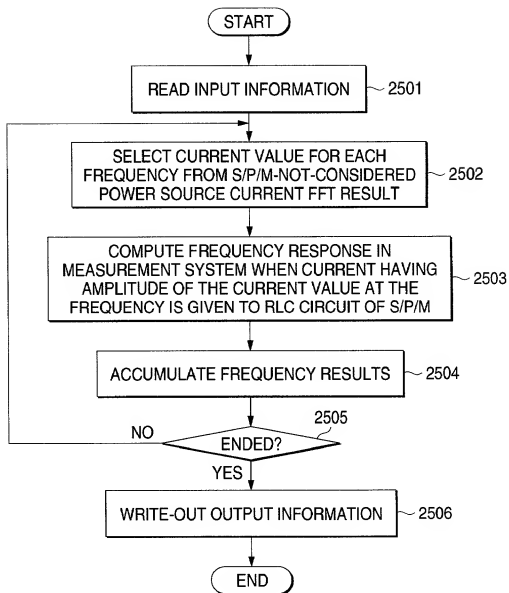 START
READ INPUT INFORMATION
2501
SELECT CURRENT VALUE FOR EACH
FREQUENCY FROM S/P/M-NOT-CONSIDERED
POWER SOURCE CURRENT FFT RESULT
2502
COMPUTE FREQUENCY RESPONSE IN
MEASUREMENT SYSTEM WHEN CURRENT HAVING
AMPLITUDE OF THE CURRENT VALUE AT THE
FREQUENCY IS GIVEN TO RLC CIRCUIT OF S/P/M
2503
ACCUMULATE FREQUENCY RESULTS
2504
2505
NO
ENDED?
YES
WRITE-OUT OUTPUT INFORMATION
2506
END